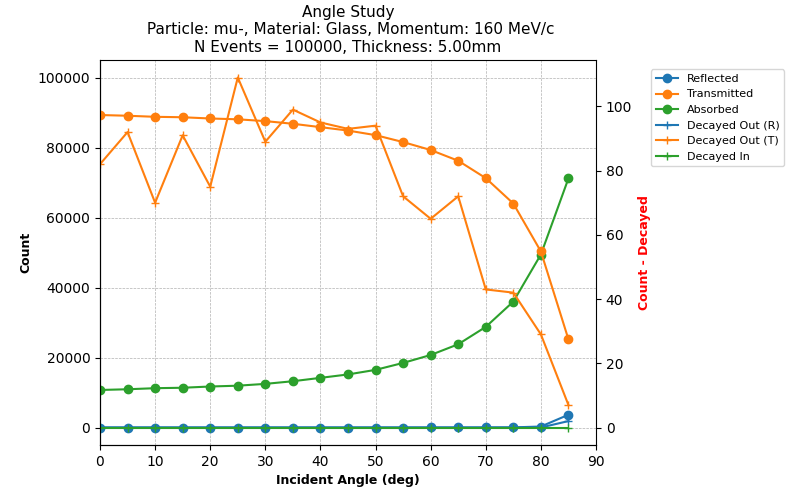 Angle Study
Particle: mu-, Material: Glass, Momentum: 160 MeV/c
N Events = 100000, Thickness: 5.00mm
100000
80000
60000
40000
20000
0
Count
0 10 20 30 40 50 60 70 80 90
Incident Angle (deg)
100
80
60
40
20
0
Count - Decayed
Reflected
Transmitted
Absorbed
Decayed Out (R)
Decayed Out (T)
Decayed In